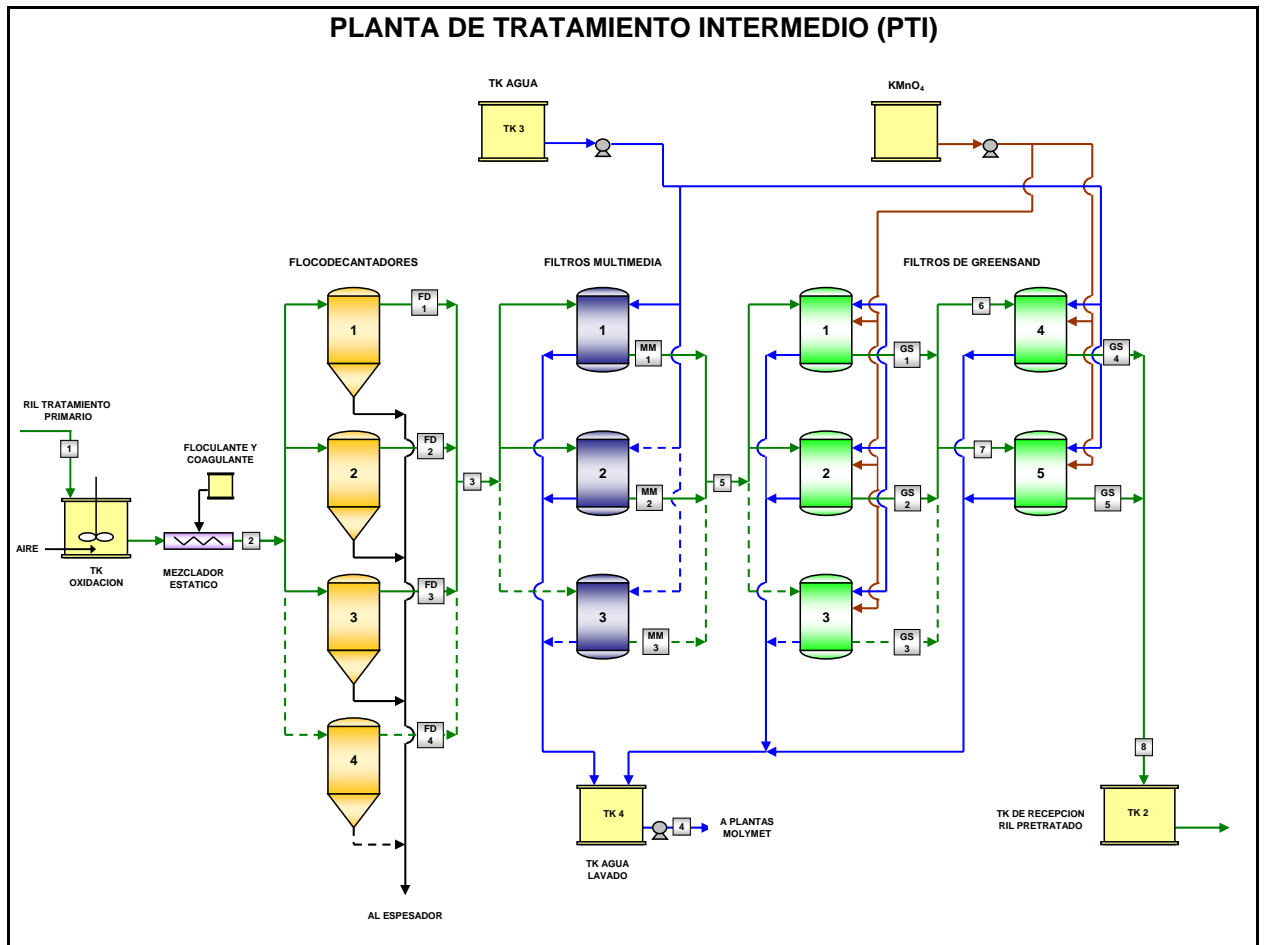 PLANTA DE TRATAMIENTO INTERMEDIO (PTI)
TK AGUA
KMnO₄
TK 3
FLOCODECANTADORES
FILTROS MULTIMEDIA
FILTROS DE GREENSAND
FD
1
6
1
1
1
4
MM
1
GS
1
GS
4
RIL TRATAMIENTO
PRIMARIO
1
FLOCULANTE Y
COAGULANTE
FD
2
7
2
2
2
5
3
5
MM
2
GS
2
GS
5
AIRE
2
TK
OXIDACION
MEZCLADOR
ESTATICO
FD
3
3
3
3
MM
3
GS
3
FD
4
4
8
TK 4
4
A PLANTAS
MOLYMET
TK DE RECEPCION
RIL PRETRATADO
TK 2
TK AGUA
LAVADO
AL ESPESADOR